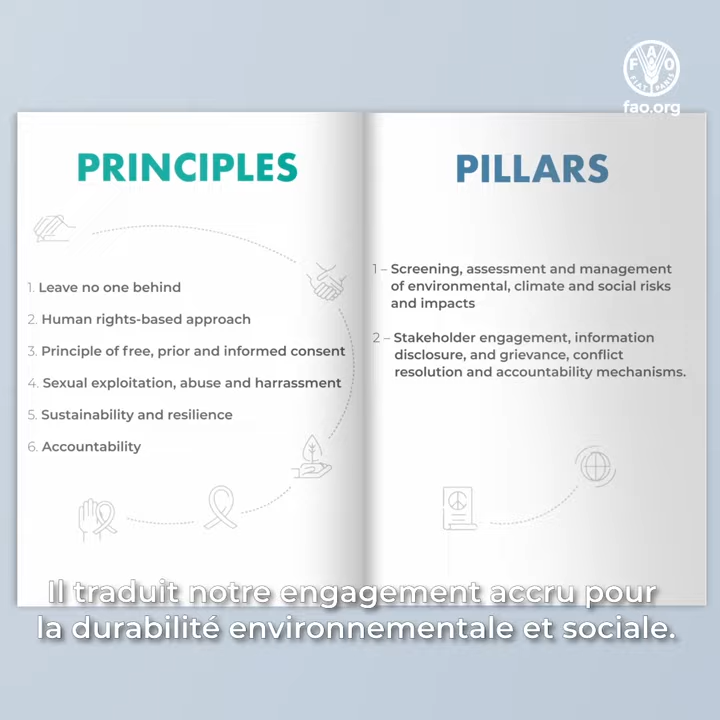 FAO
FIAT PANIS
fao.org
PRINCIPLES
1. Leave no one behind
2. Human rights-based approach
3. Principle of free, prior and informed consent
4. Sexual exploitation, abuse and harrassment
5. Sustainability and resilience
6. Accountability
PILLARS
1 – Screening, assessment and management
of environmental, climate and social risks
and impacts
2 – Stakeholder engagement, information
disclosure, and grievance, conflict
resolution and accountability mechanisms.
Il traduit notre engagement accru pour
la durabilité environnementale et sociale.